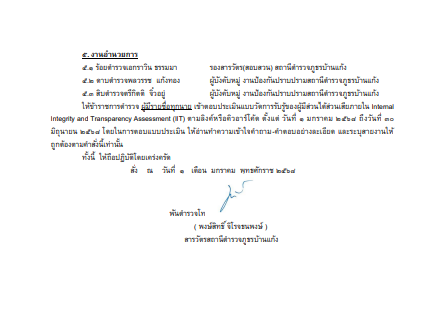 ๕. งานอำนวยการ
๕.๑ ร้อยตำรวจเอกราวิน ธรรมมา รองสารวัตร(สอบสวน) สถานีตำรวจภูธรบ้านแก้ง
๕.๒ ดาบตำรวจพลวรรช แก้งทอง ผู้บังคับหมู่ งานป้องกันปราบปรามสถานีตำรวจภูธรบ้านแก้ง
๕.๓ สิบตำรวจตรีกิตติ จิ๋วอยู่ ผู้บังคับหมู่ งานป้องกันปราบปรามสถานีตำรวจภูธรบ้านแก้ง
ให้ข้าราชการตำรวจ ผู้มีรายชื่อทุกนาย เข้าตอบประเมินแบบวัดการรับรู้ของผู้มีส่วนได้ส่วนเสียภายใน Internal
Integrity and Transparency Assessment (IIT) ตามลิงค์หรือคิวอาร์โค้ด ตั้งแต่ วันที่ ๑ มกราคม ๒๕๖๘ ถึงวันที่ ๓๐
มิถุนายน ๒๕๖๘ โดยในการตอบแบบประเมิน ให้อ่านทำความเข้าใจคำถาม-คำตอบอย่างละเอียด และระบุสายงานให้
ถูกต้องตามคำสั่งนี้เท่านั้น
ทั้งนี้ ให้ถือปฏิบัติโดยเคร่งครัด
สั่ง ณ วันที่ ๑ เดือน มกราคม พุทธศักราช ๒๕๖๘
พันตำรวจโท
( พงษ์สิทธิ์ จิโรจนพงษ์ )
สารวัตรสถานีตำรวจภูธรบ้านแก้ง